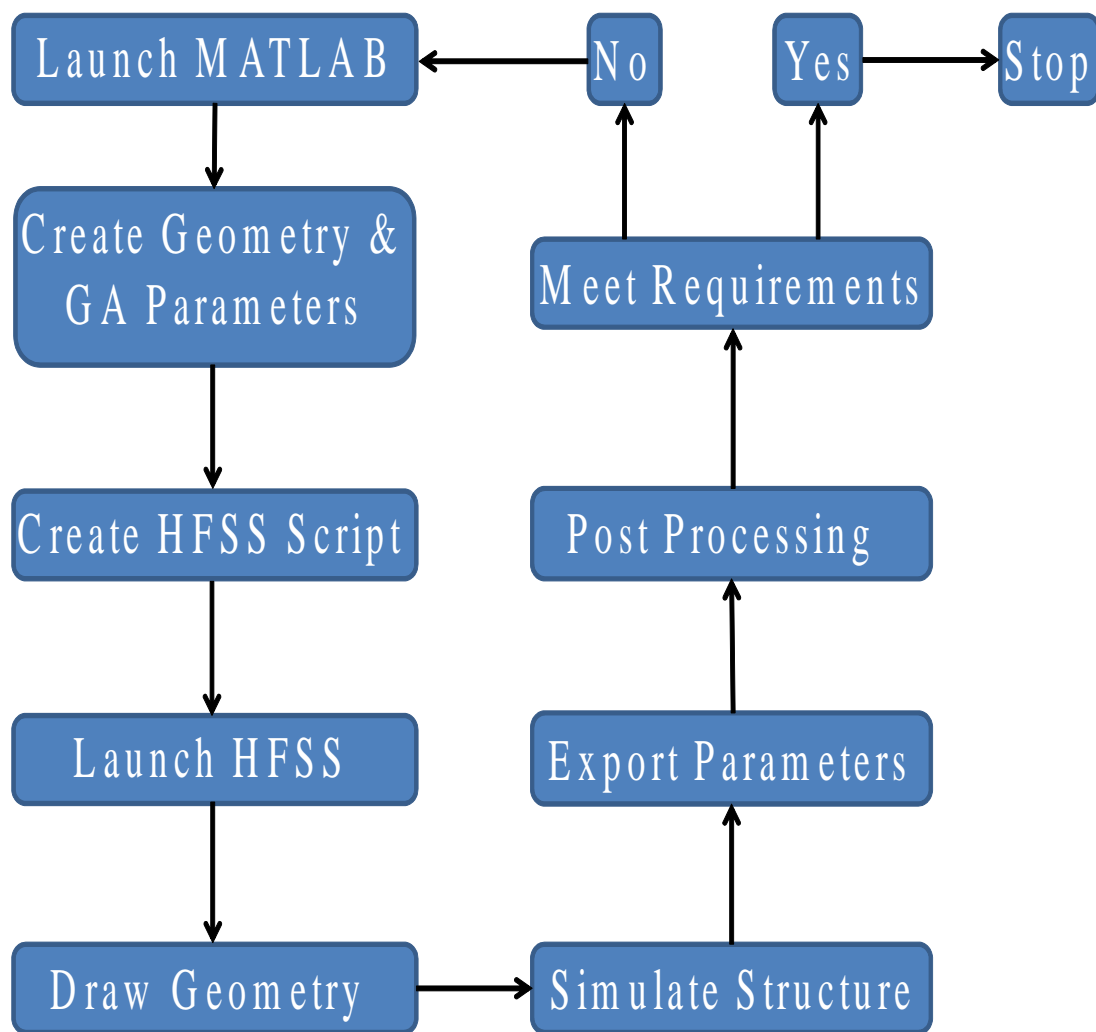 Launch MATLAB
No
Yes
Stop
Create Geometry &
GA Parameters
Meet Requirements
Create HFSS Script
Post Processing
Launch HFSS
Export Parameters
Draw Geometry
Simulate Structure